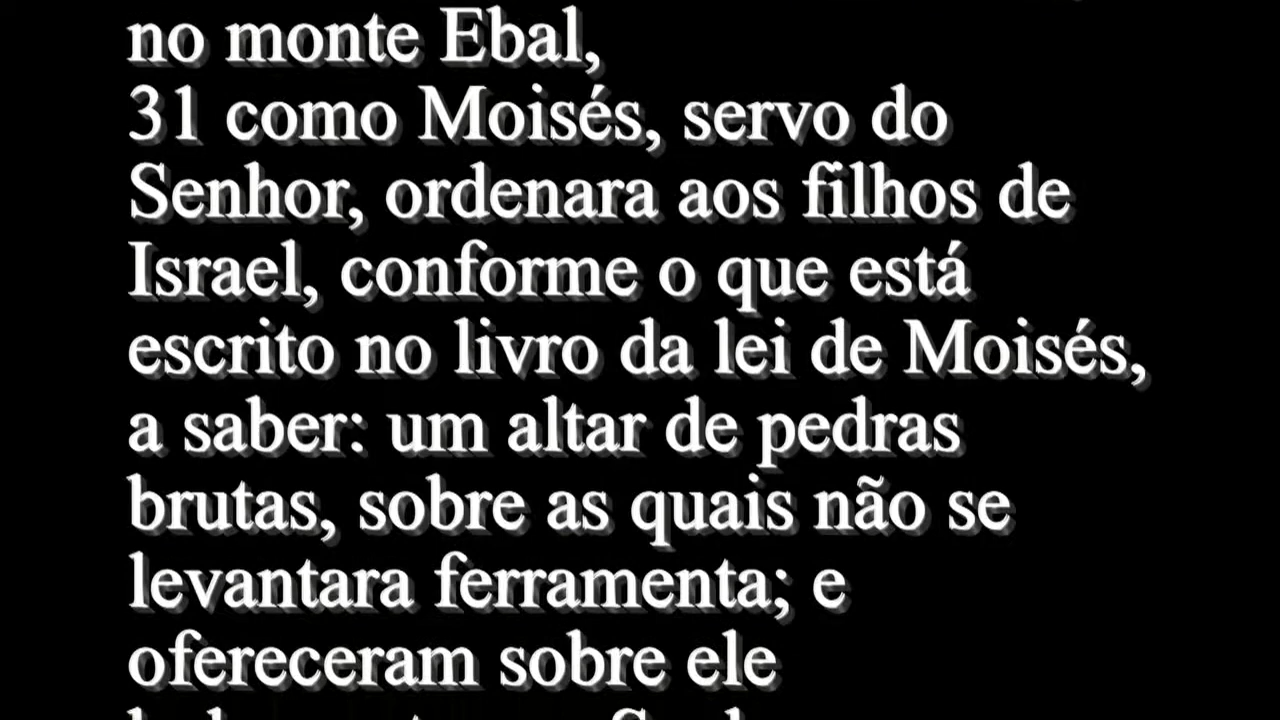 no monte Ebal,
31 como Moisés, servo do
Senhor, ordenara aos filhos de
Israel, conforme o que está
escrito no livro da lei de Moisés,
a saber: um altar de pedras
brutas, sobre as quais não se
levantara ferramenta; e
ofereceram sobre ele